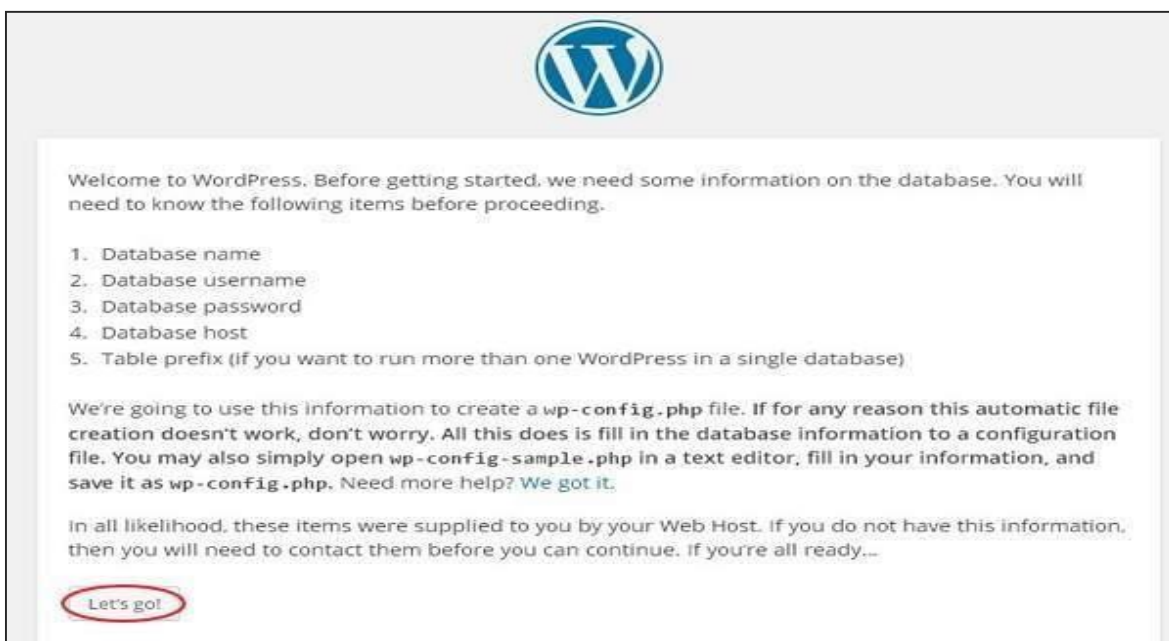 Welcome to WordPress. Before getting started, we need some information on the database. You will
need to know the following items before proceeding.
1. Database name
2. Database username
3. Database password
4. Database host
5. Table prefix (if you want to run more than one WordPress in a single database)
We're going to use this information to create a wp-config.php file. If for any reason this automatic file
creation doesn't work, don't worry. All this does is fill in the database information to a configuration
file. You may also simply open wp-config-sample.php in a text editor, fill in your information, and
save it as wp-config.php. Need more help? We got it.
In all likelihood, these items were supplied to you by your Web Host. If you do not have this information,
then you will need to contact them before you can continue. If you're all ready...
Let's go!